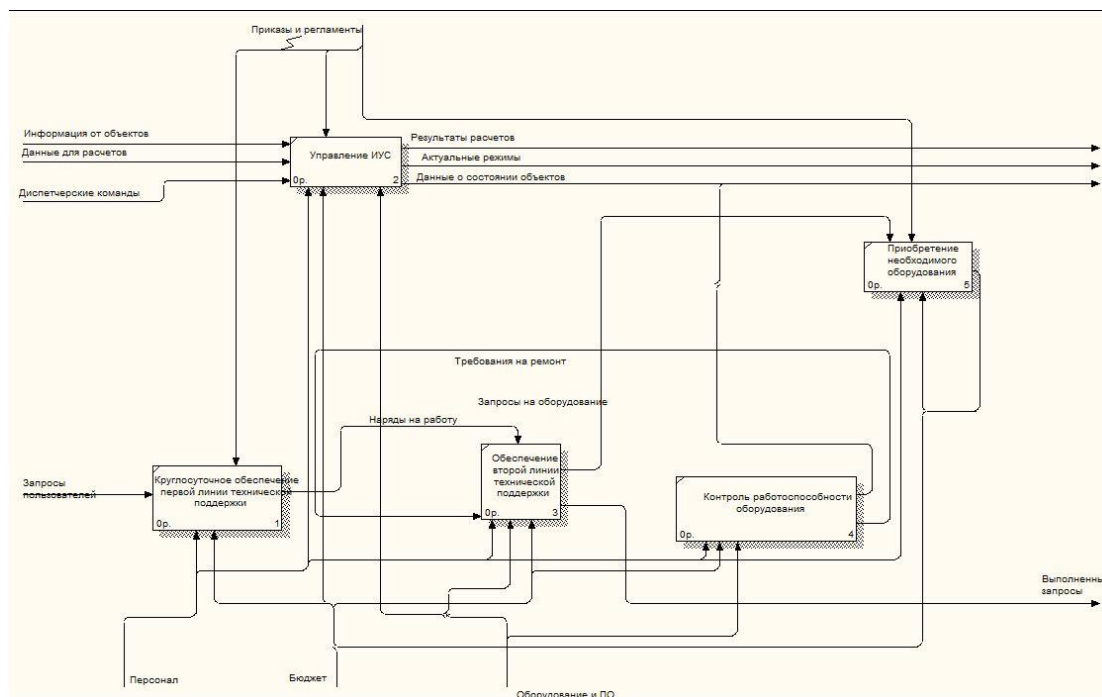 Приказы и регламенты
Информация от объектов
Данные для расчетов
Диспетчерские команды
Управление ИУС
0р.
2
Результаты расчетов
Актуальные режимы
Данные о состоянии объектов
Приобретение
необходимого
оборудования
0р.
5
Требования на ремонт
Запросы на оборудование
Наряды на работу
Запросы
пользователей
Круглосуточное обеспечение
первой линии технической
поддержки
0р.
1
Обеспечение
второй линии
технической
поддержки
0р.
3
Контроль работоспособности
оборудования
0р.
4
Выполненны
запросы
Персонал
Бюджет
Оборудование и ПО